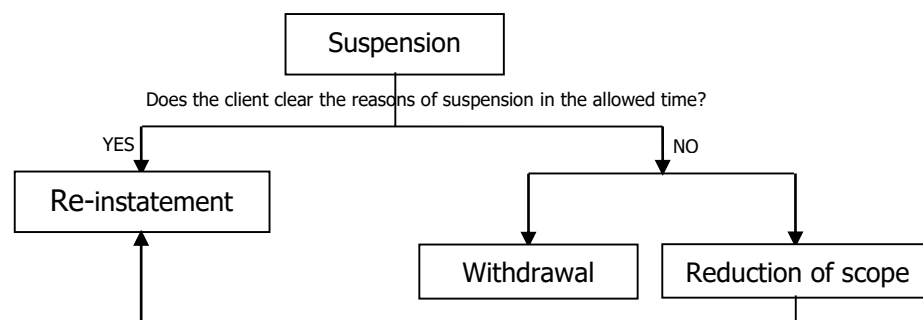 Suspension
Does the client clear the reasons of suspension in the allowed time?
YES
NO
Re-instatement
Withdrawal
Reduction of scope